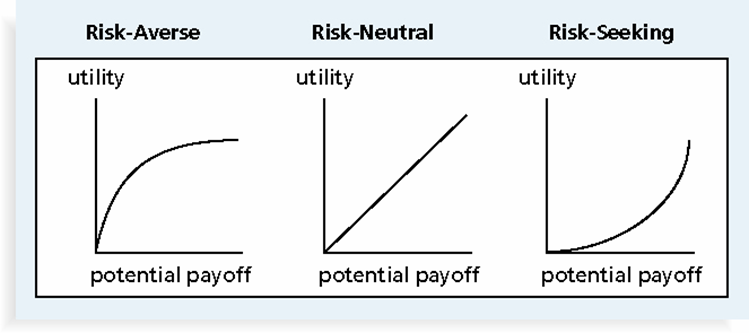 Risk-Averse Risk-Neutral Risk-Seeking
utility utility utility
potential payoff potential payoff potential payoff